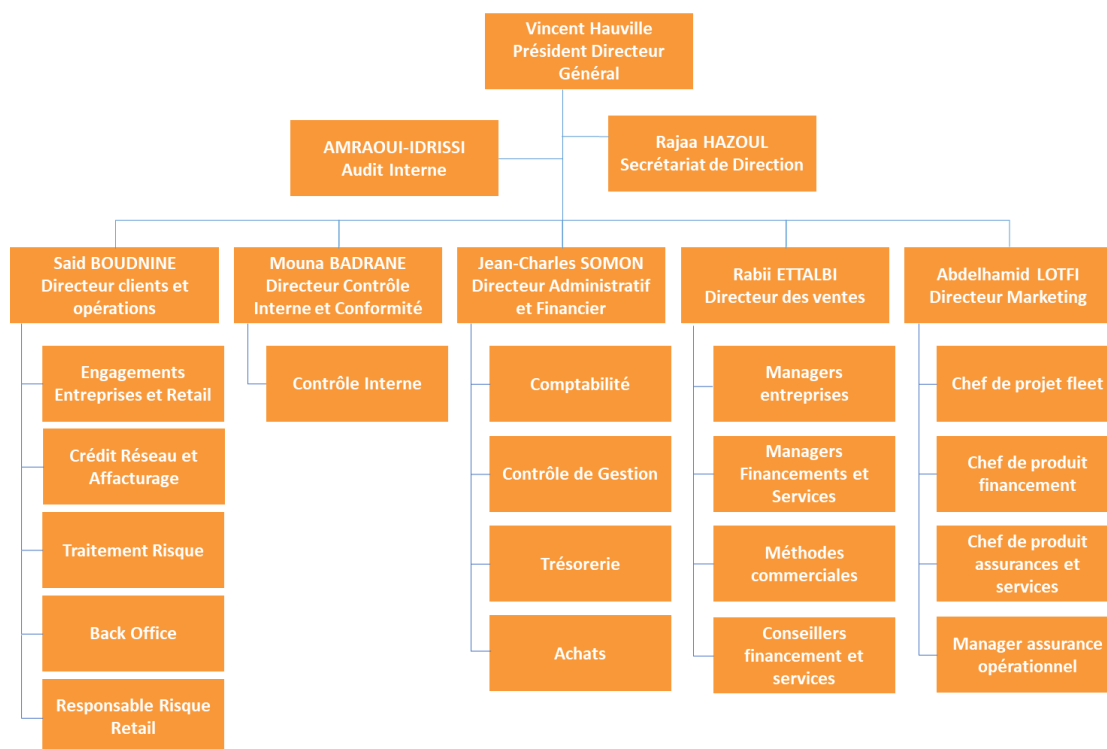 Vincent Hauville
Président Directeur
Général
AMRAOUI-IDRISSI
Audit Interne
Rajaa HAZOUL
Secrétariat de Direction
Said BOUDNINE
Directeur clients et
opérations
Mouna BADRANE
Directeur Contrôle
Interne et Conformité
Jean-Charles SOMON
Directeur Administratif
et Financier
Rabii ETTALBI
Directeur des ventes
Abdelhamid LOTFI
Directeur Marketing
Engagements
Entreprises et Retail
Crédit Réseau et
Affacturage
Traitement Risque
Back Office
Responsable Risque
Retail
Contrôle Interne
Comptabilité
Contrôle de Gestion
Trésorerie
Achats
Managers
entreprises
Managers
Financements et
Services
Méthodes
commerciales
Conseillers
financement et
services
Chef de projet fleet
Chef de produit
financement
Chef de produit
assurances et
services
Manager assurance
opérationnel